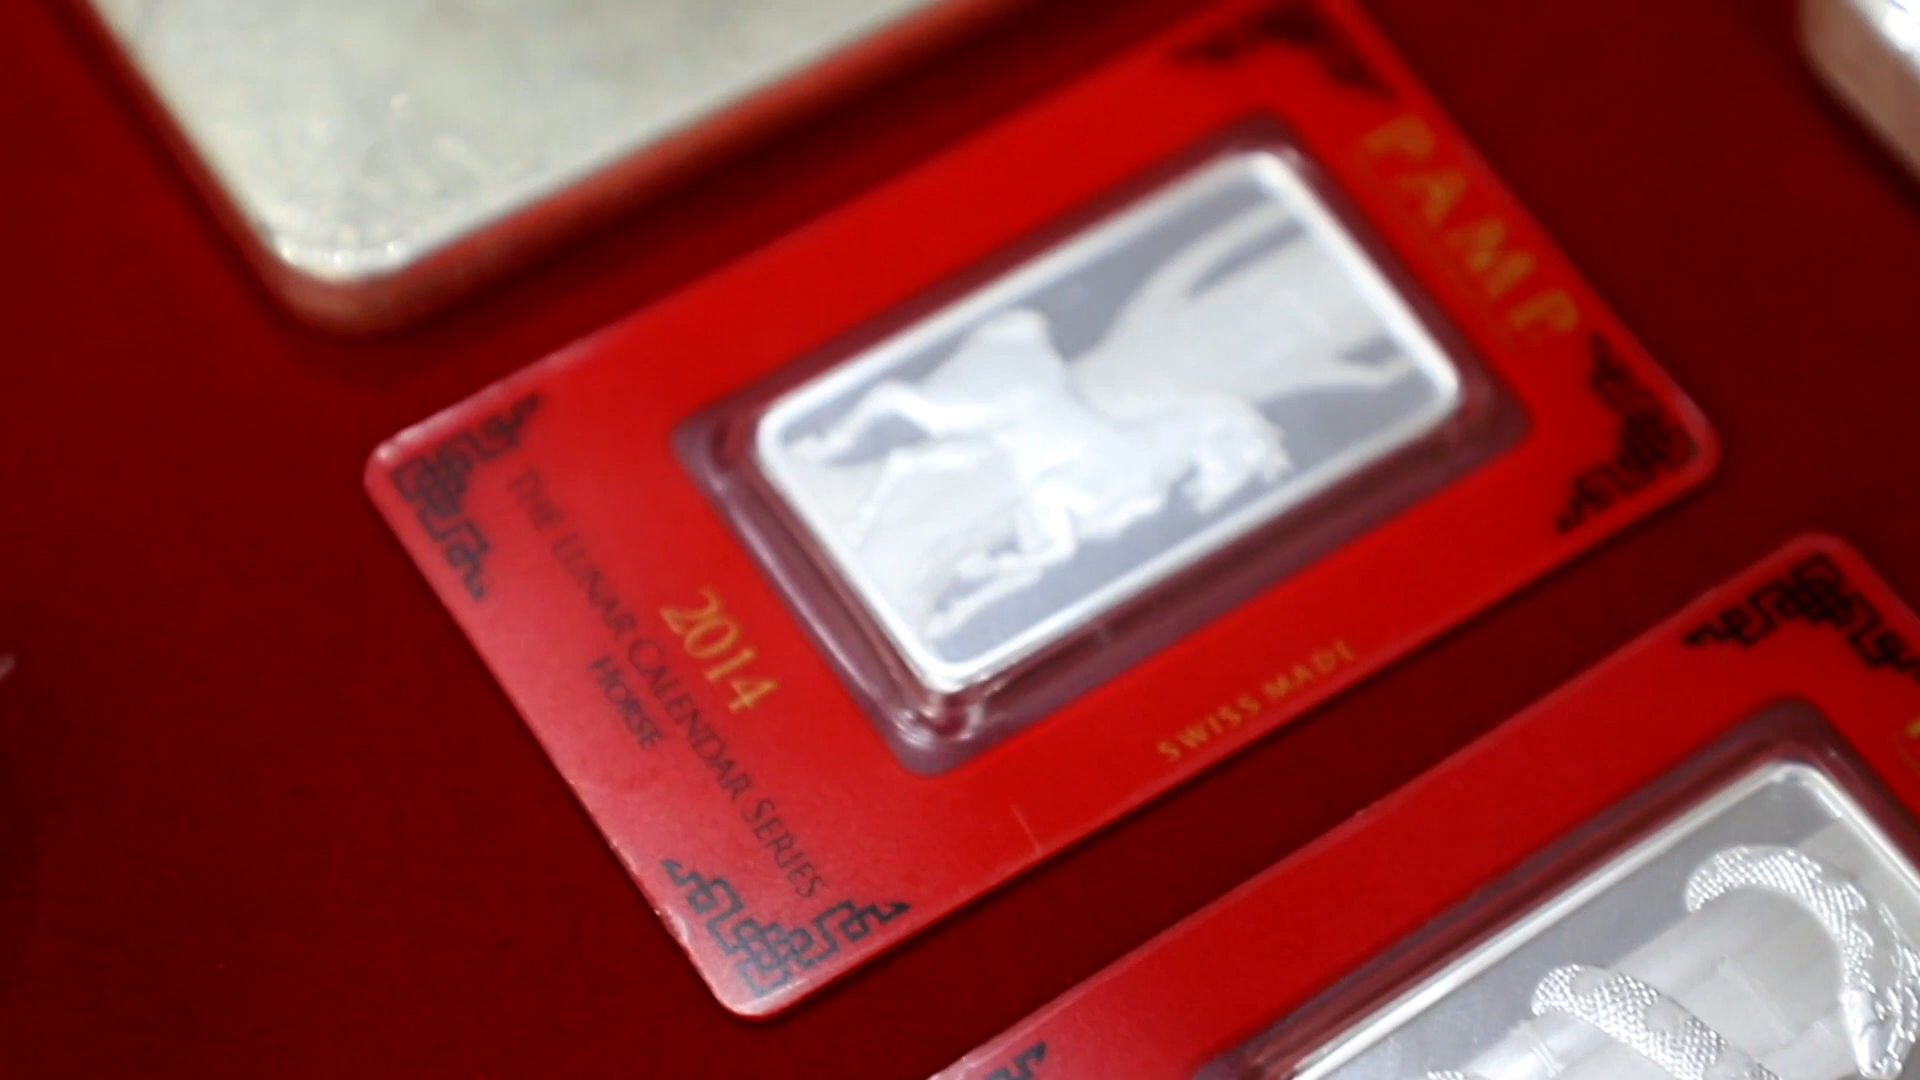 PAMP
2014
THE LUNAR CALENDAR SERIES
HORSE
SWISS MADE